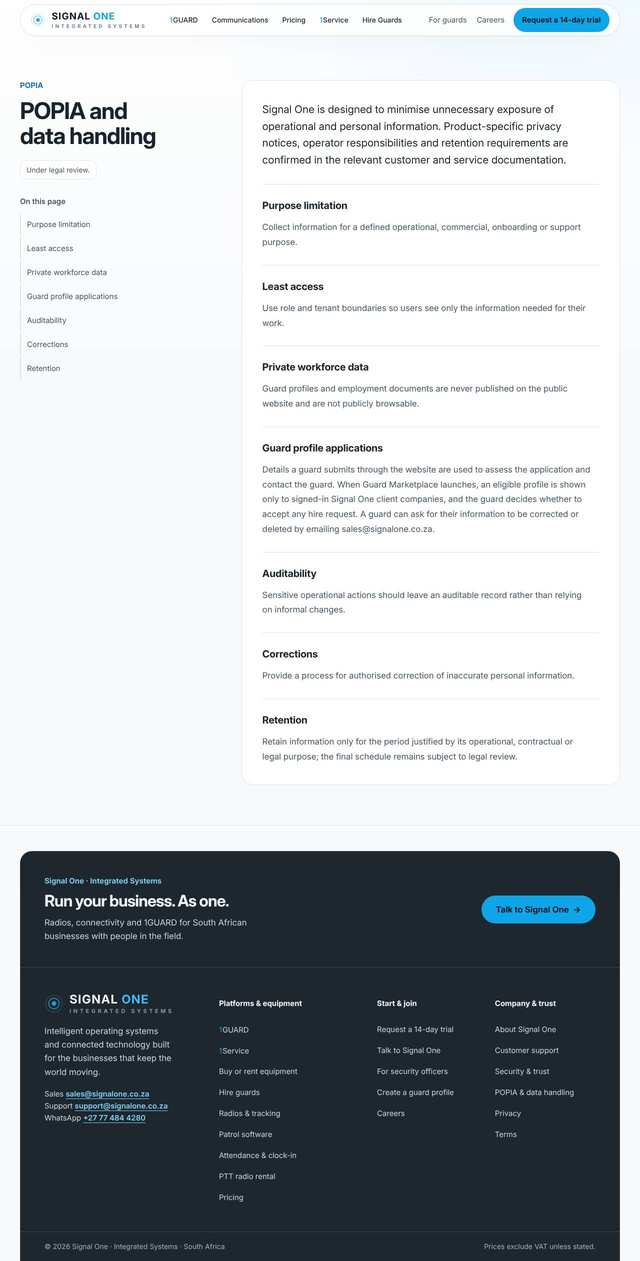 SIGNAL ONE
INTEGRATED SYSTEMS
1GUARD
Communications
Pricing
1Service
Hire Guards
For guards
Careers
Request a 14-day trial
POPIA
POPIA and
data handling
Under legal review.
On this page
Purpose limitation
Least access
Private workforce data
Guard profile applications
Auditability
Corrections
Retention
Signal One is designed to minimise unnecessary exposure of
operational and personal information. Product-specific privacy
notices, operator responsibilities and retention requirements are
confirmed in the relevant customer and service documentation.
Purpose limitation
Collect information for a defined operational, commercial, onboarding or support
purpose.
Least access
Use role and tenant boundaries so users see only the information needed for their
work.
Private workforce data
Guard profiles and employment documents are never published on the public
website and are not publicly browsable.
Guard profile applications
Details a guard submits through the website are used to assess the application and
contact the guard. When Guard Marketplace launches, an eligible profile is shown
only to signed-in Signal One client companies, and the guard decides whether to
accept any hire request. A guard can ask for their information to be corrected or
deleted by emailing sales@signalone.co.za.
Auditability
Sensitive operational actions should leave an auditable record rather than relying
on informal changes.
Corrections
Provide a process for authorised correction of inaccurate personal information.
Retention
Retain information only for the period justified by its operational, contractual or
legal purpose; the final schedule remains subject to legal review.
Signal One · Integrated Systems
Run your business. As one.
Radios, connectivity and 1GUARD for South African
businesses with people in the field.
Talk to Signal One →
SIGNAL ONE
INTEGRATED SYSTEMS
Intelligent operating systems
and connected technology built
for the businesses that keep the
world moving.
Sales sales@signalone.co.za
Support support@signalone.co.za
WhatsApp +27 77 484 4280
Platforms & equipment
1GUARD
1Service
Buy or rent equipment
Hire guards
Radios & tracking
Patrol software
Attendance & clock-in
PTT radio rental
Pricing
Start & join
Request a 14-day trial
Talk to Signal One
For security officers
Create a guard profile
Careers
Company & trust
About Signal One
Customer support
Security & trust
POPIA & data handling
Privacy
Terms
© 2026 Signal One · Integrated Systems · South Africa
Prices exclude VAT unless stated.